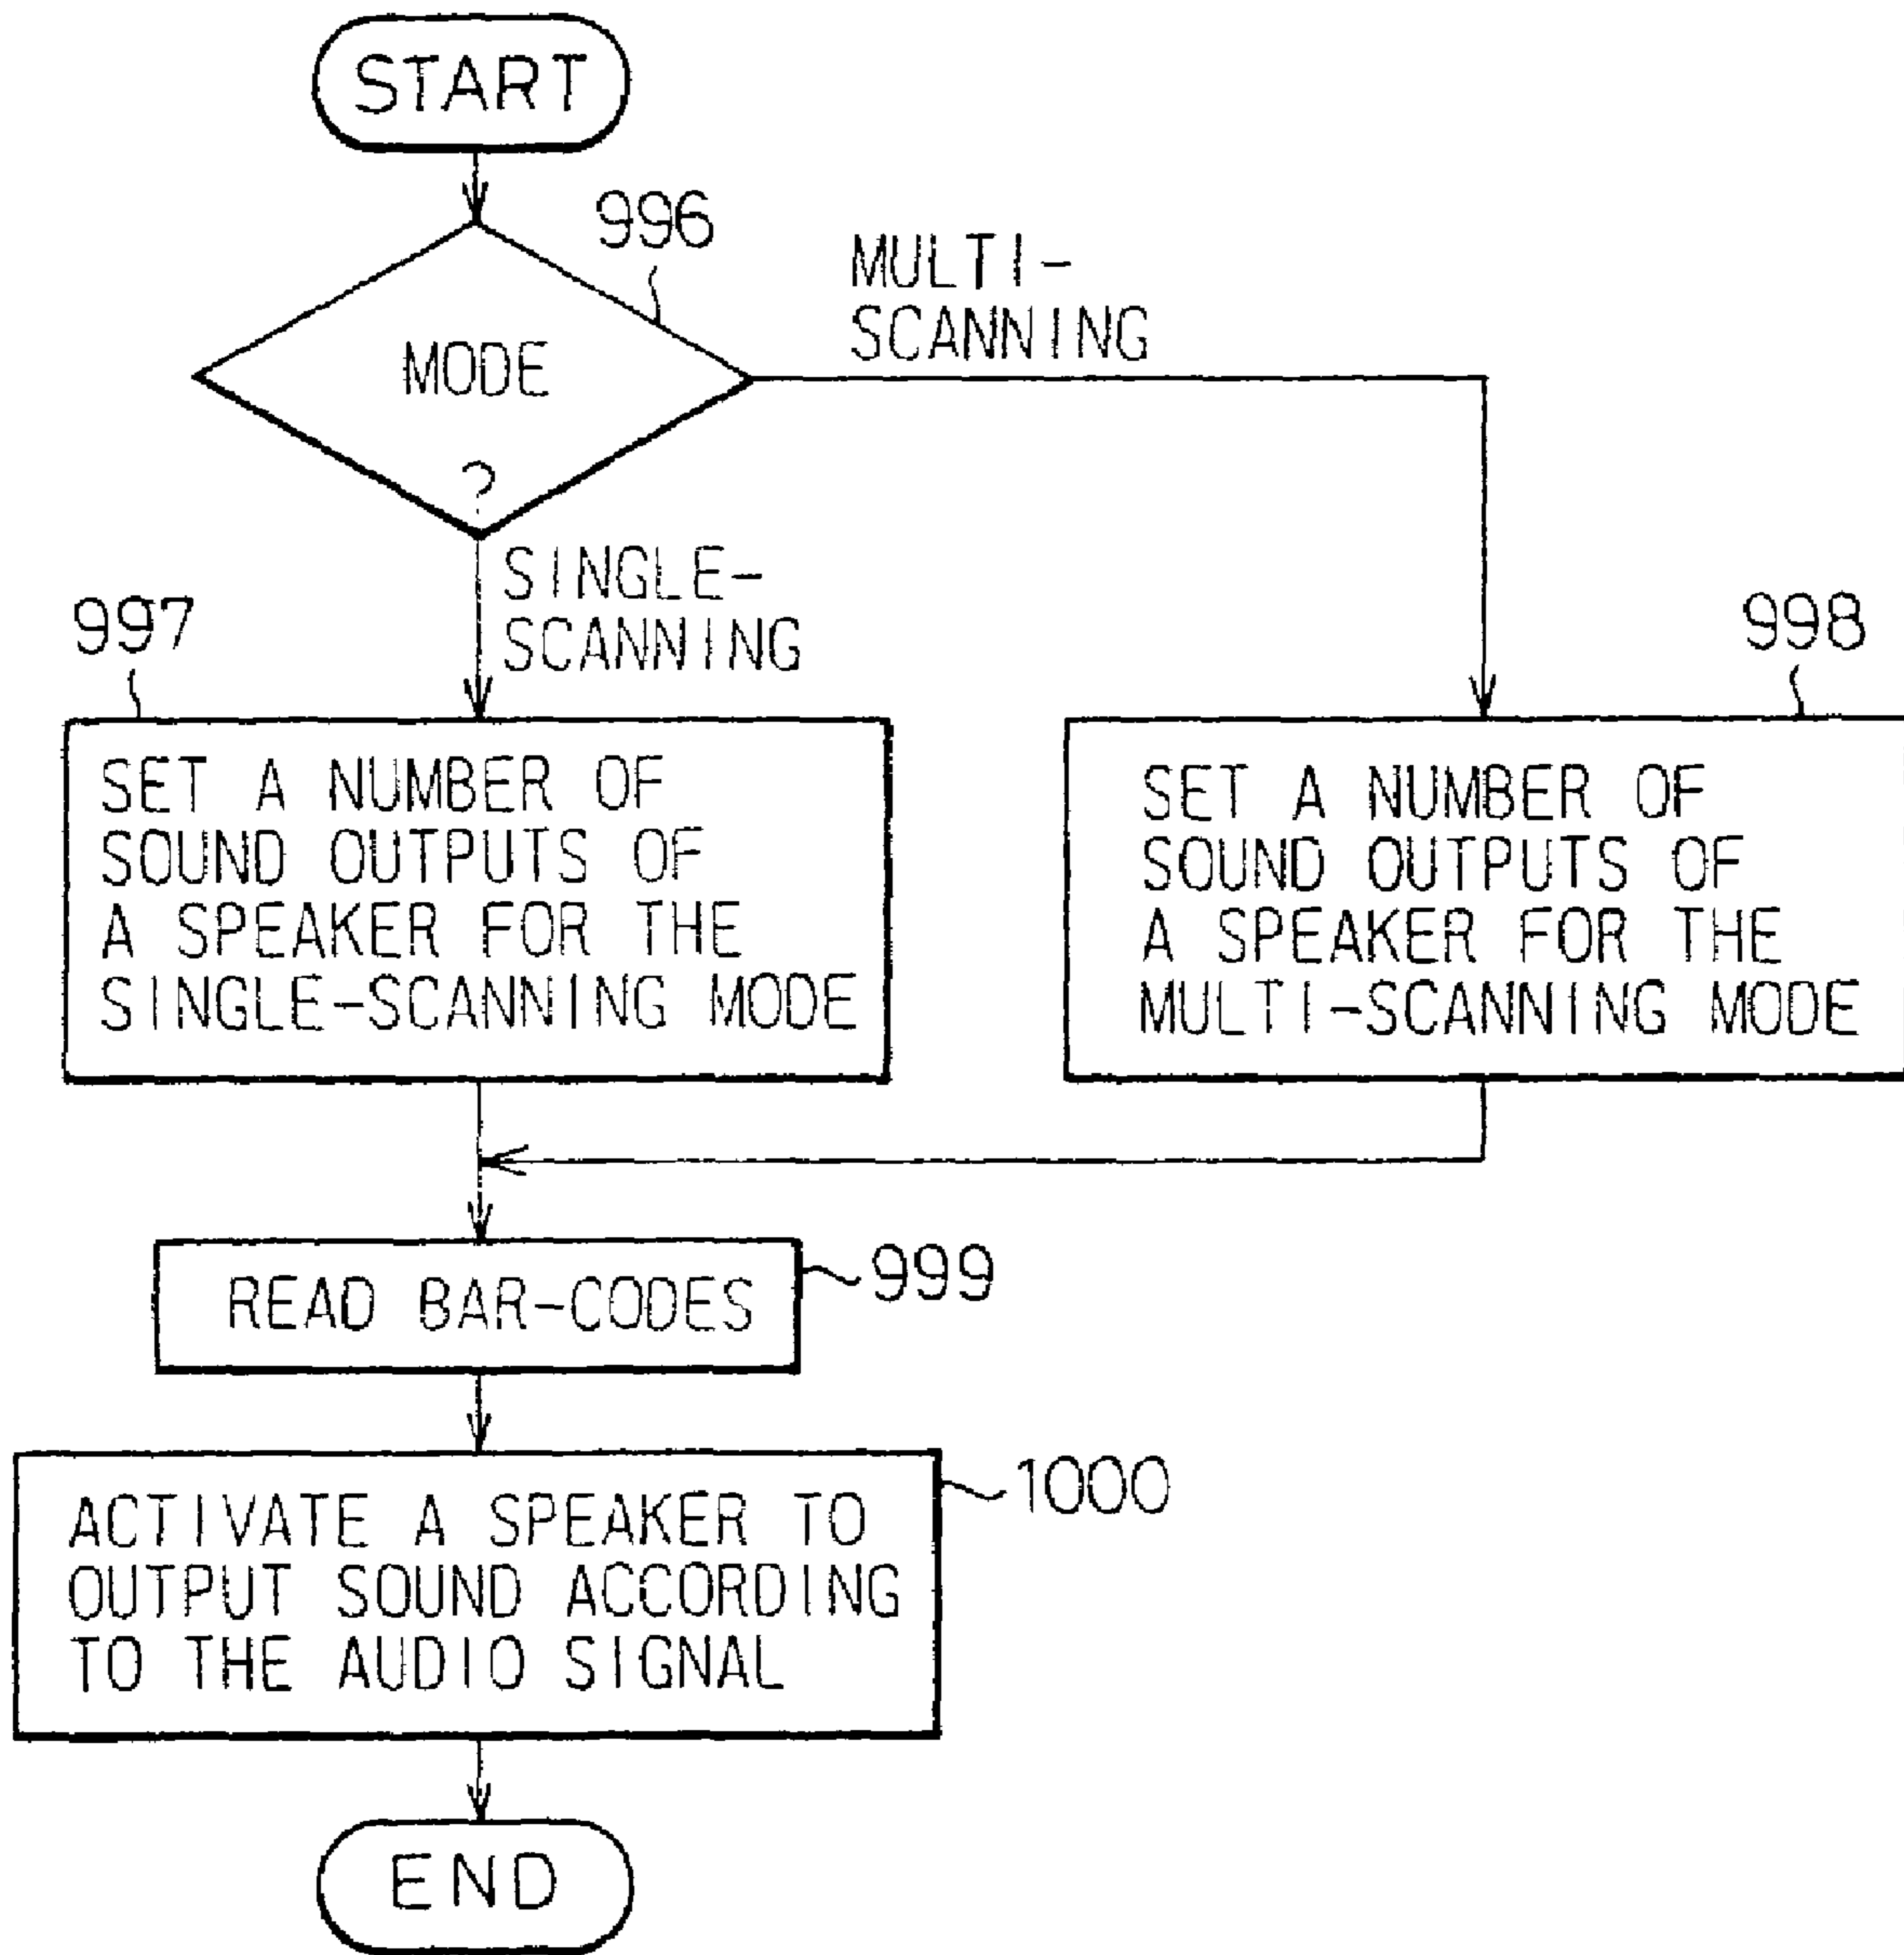 START
996
MULTI-
SCANNING
MODE
?
SINGLE-
SCANNING
997
998
SET A NUMBER OF
SOUND OUTPUTS OF
A SPEAKER FOR THE
SINGLE-SCANNING MODE
SET A NUMBER OF
SOUND OUTPUTS OF
A SPEAKER FOR THE
MULTI-SCANNING MODE
READ BAR-CODES
999
1000
ACTIVATE A SPEAKER TO
OUTPUT SOUND ACCORDING
TO THE AUDIO SIGNAL
END